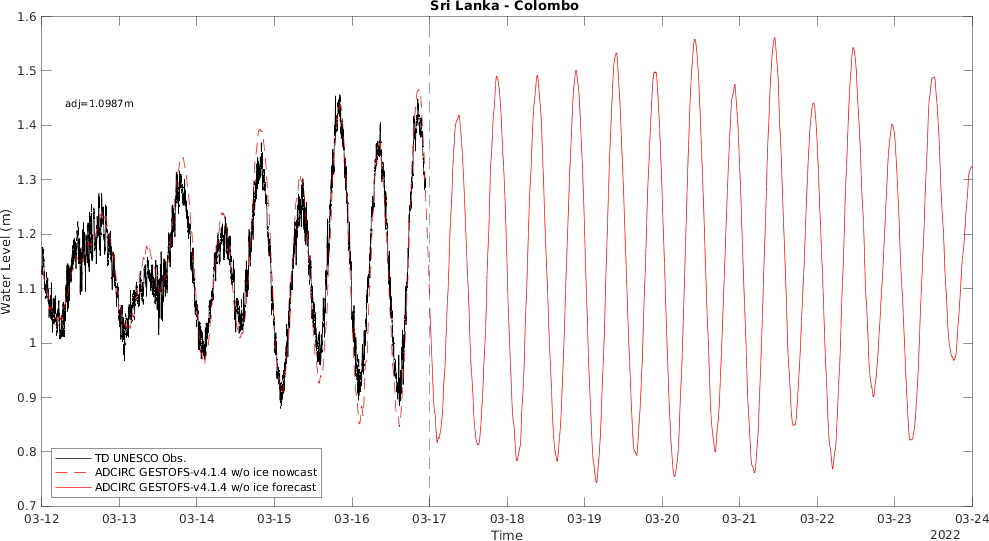 Sri Lanka - Colombo
1.6
1.5
1.4
1.3
1.2
1.1
1
0.9
0.8
0.7
Water Level (m)
adj=1.0987m
TD UNESCO Obs.
ADCIRC GESTOFS-v4.1.4 w/o ice nowcast
ADCIRC GESTOFS-v4.1.4 w/o ice forecast
03-12 03-13 03-14 03-15 03-16 03-17 03-18 03-19 03-20 03-21 03-22 03-23 03-24
Time
2022